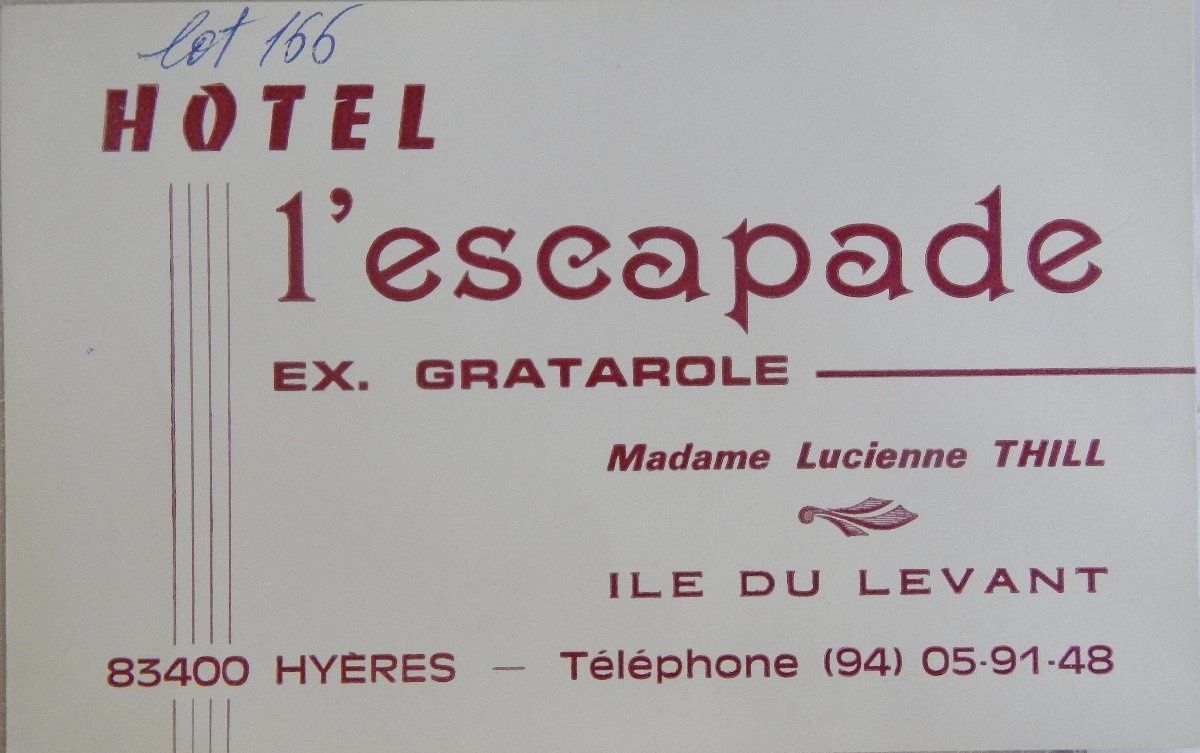 lot 166
HOTEL
l'escapade
EX. GRATAROLE
Madame Lucienne THILL
ILE DU LEVANT
83400 HYÈRES — Téléphone (94) 05-91-48